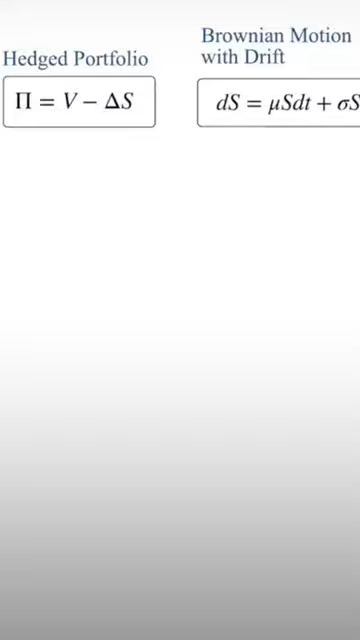 Hedged Portfolio
Π = V − ΔS
Brownian Motion
with Drift
dS = μSdt + σS